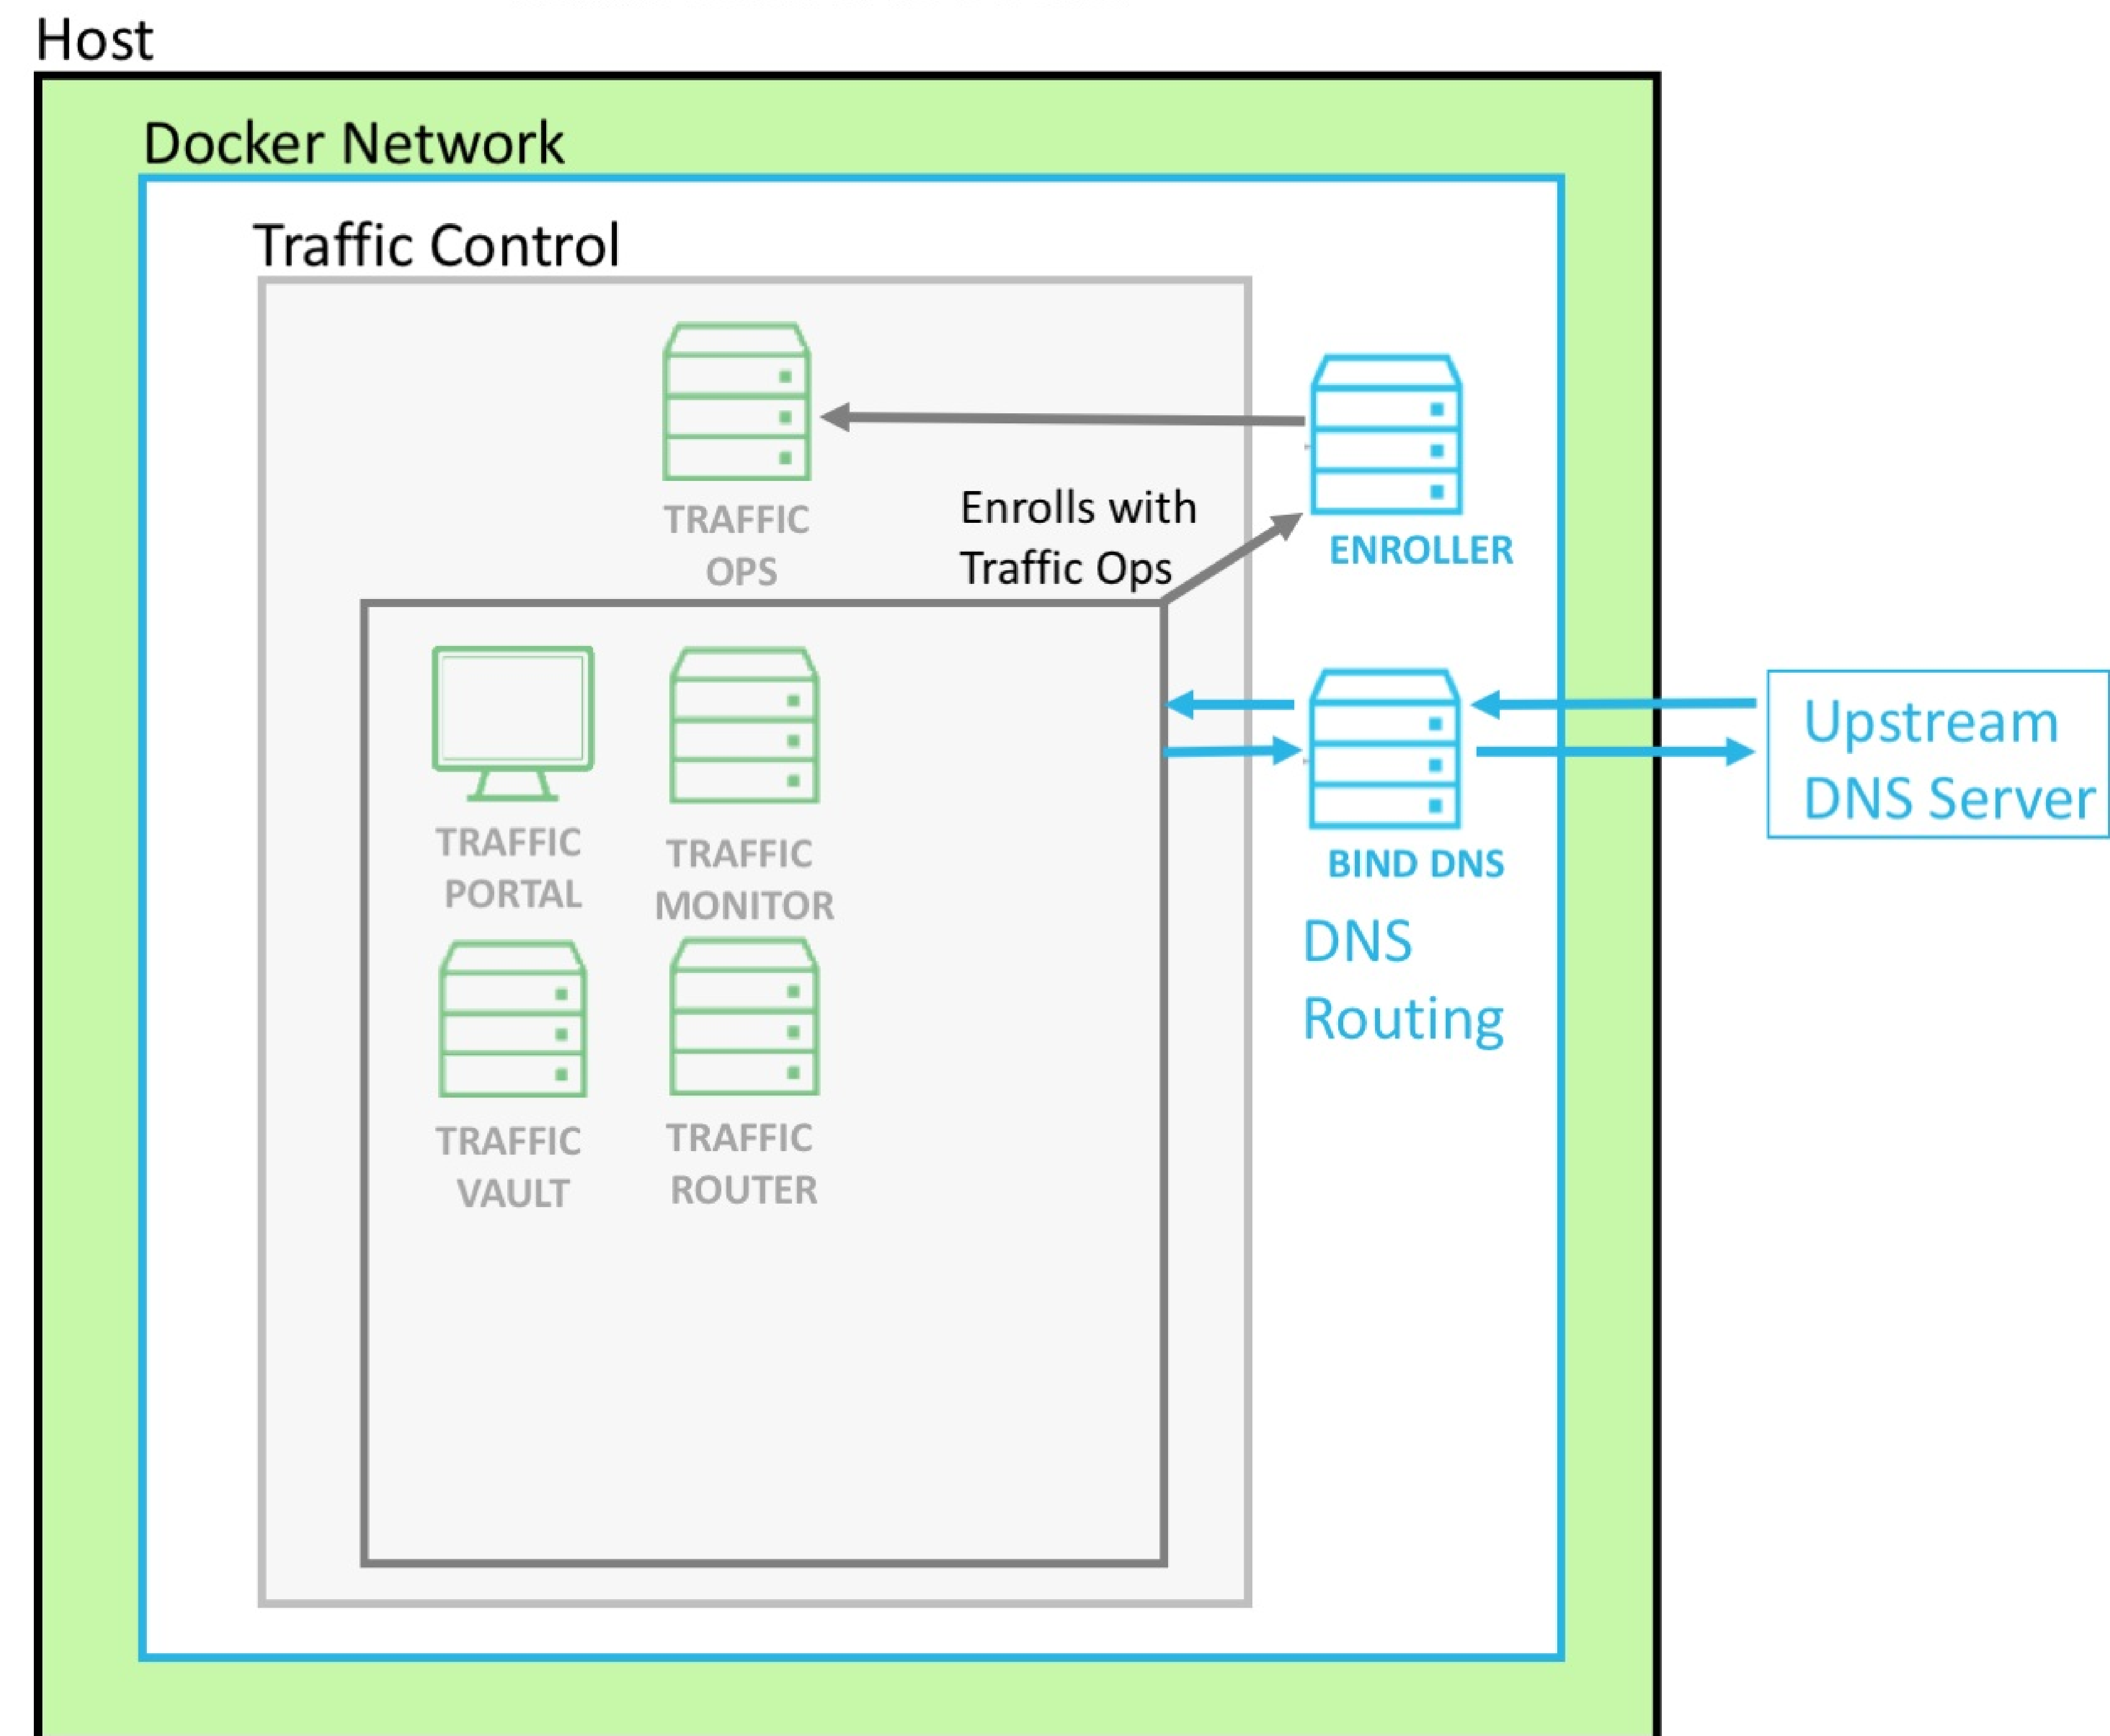 Host
Docker Network
Traffic Control
TRAFFIC
OPS
Enrolls with
Traffic Ops
ENROLLER
TRAFFIC
PORTAL
TRAFFIC
MONITOR
BIND DNS
Upstream
DNS Server
DNS
Routing
TRAFFIC
VAULT
TRAFFIC
ROUTER